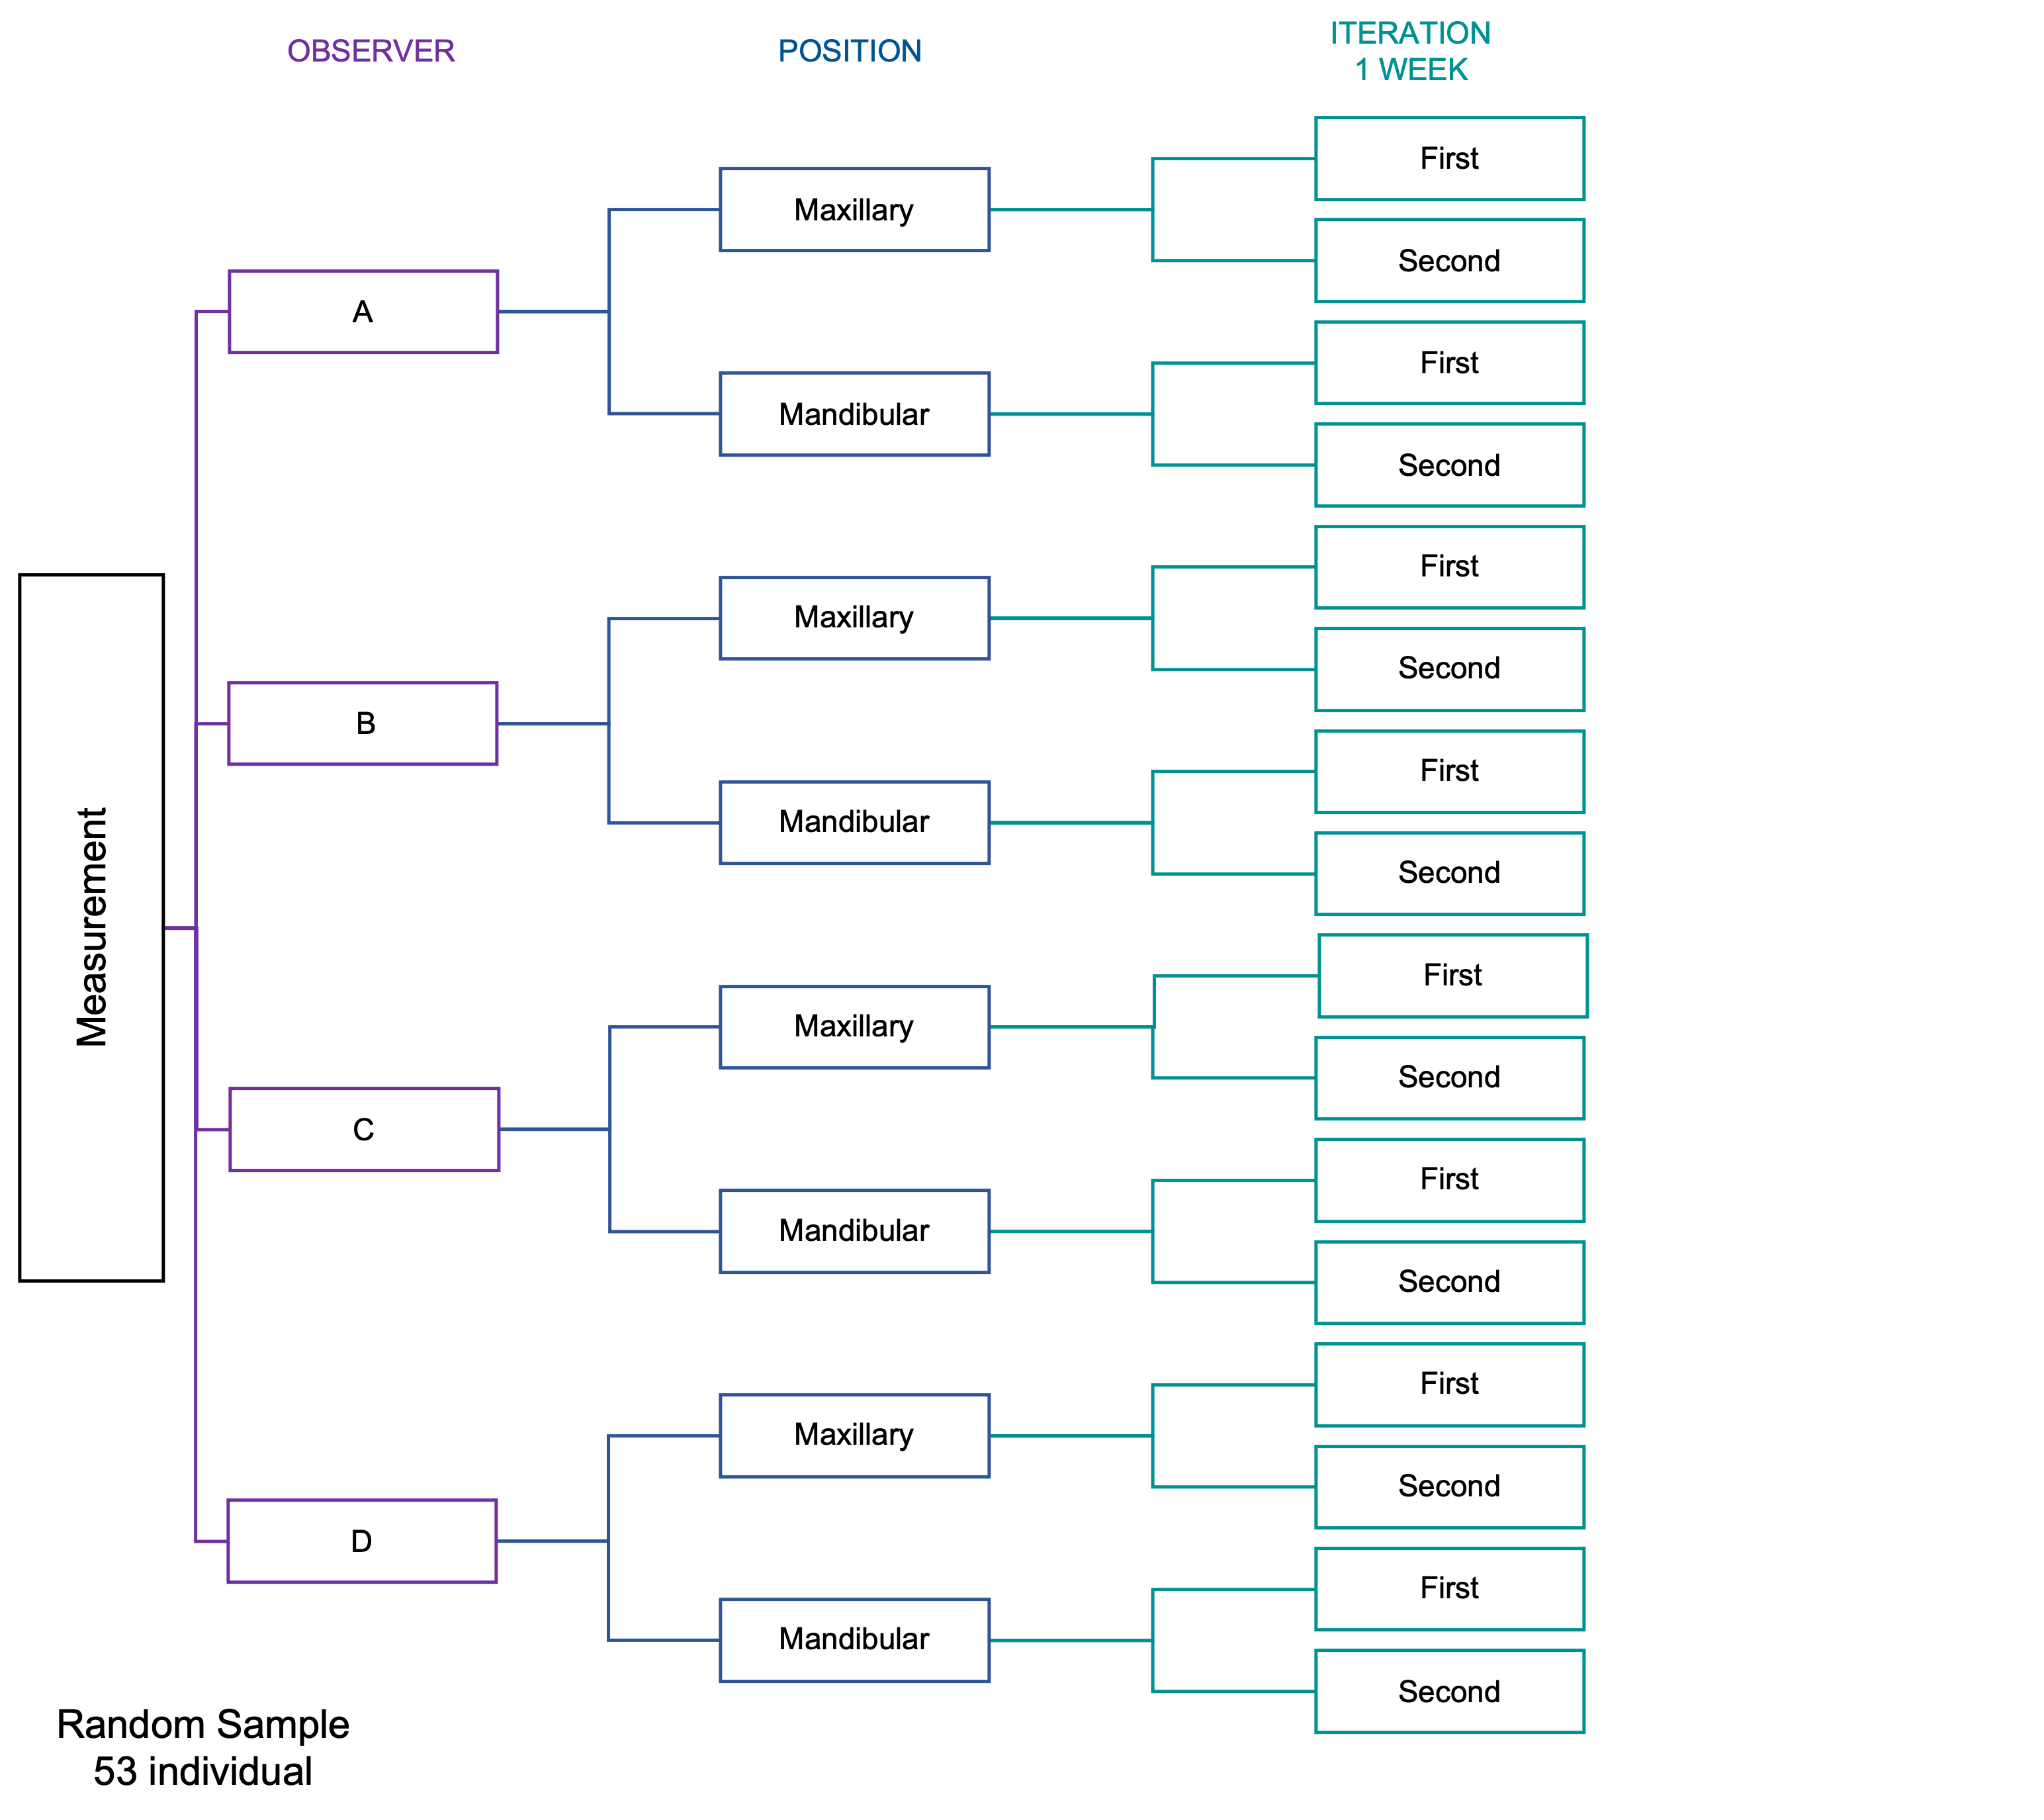 OBSERVER
POSITION
ITERATION
1 WEEK
Measurement
A
Maxillary
First
Second
Mandibular
First
Second
B
Maxillary
First
Second
Mandibular
First
Second
C
Maxillary
First
Second
Mandibular
First
Second
D
Maxillary
First
Second
Mandibular
First
Second
Random Sample
53 individual